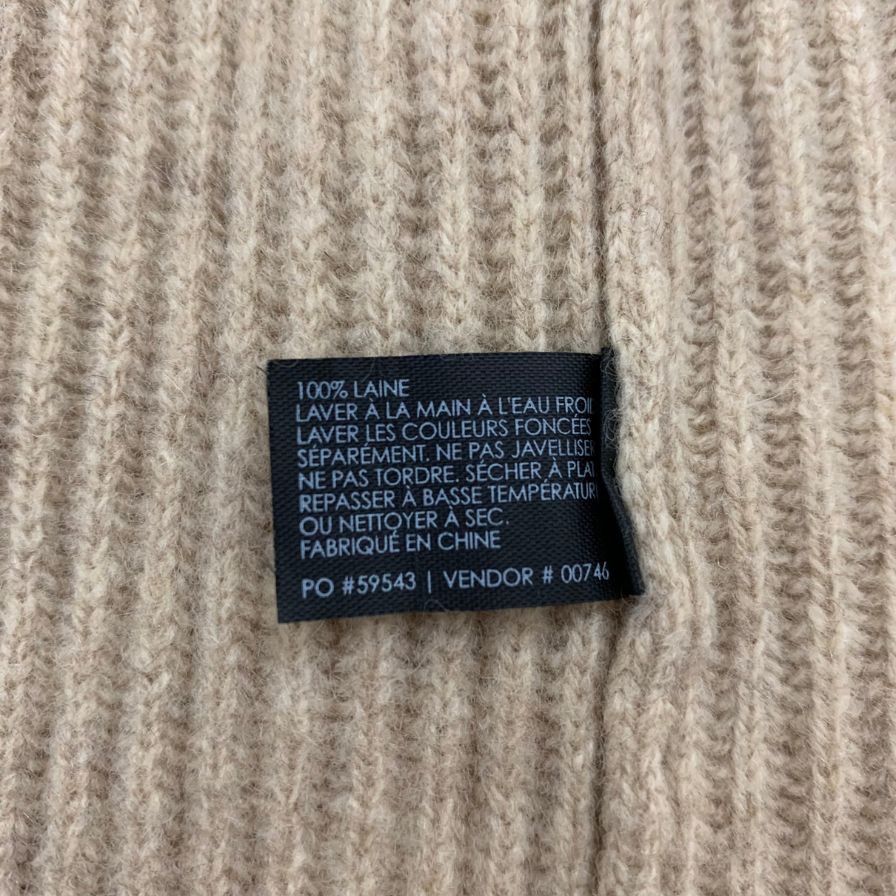 100% LAINE
LAVER À LA MAIN À L'EAU FROI
LAVER LES COULEURS FONCÉES
SÉPARÉMENT. NE PAS JAVELLISER
NE PAS TORDRE. SÉCHER À PLAT
REPASSER À BASSE TEMPÉRATUR
OU NETTOYER À SEC.
FABRIQUÉ EN CHINE
PO #59543 | VENDOR # 00746